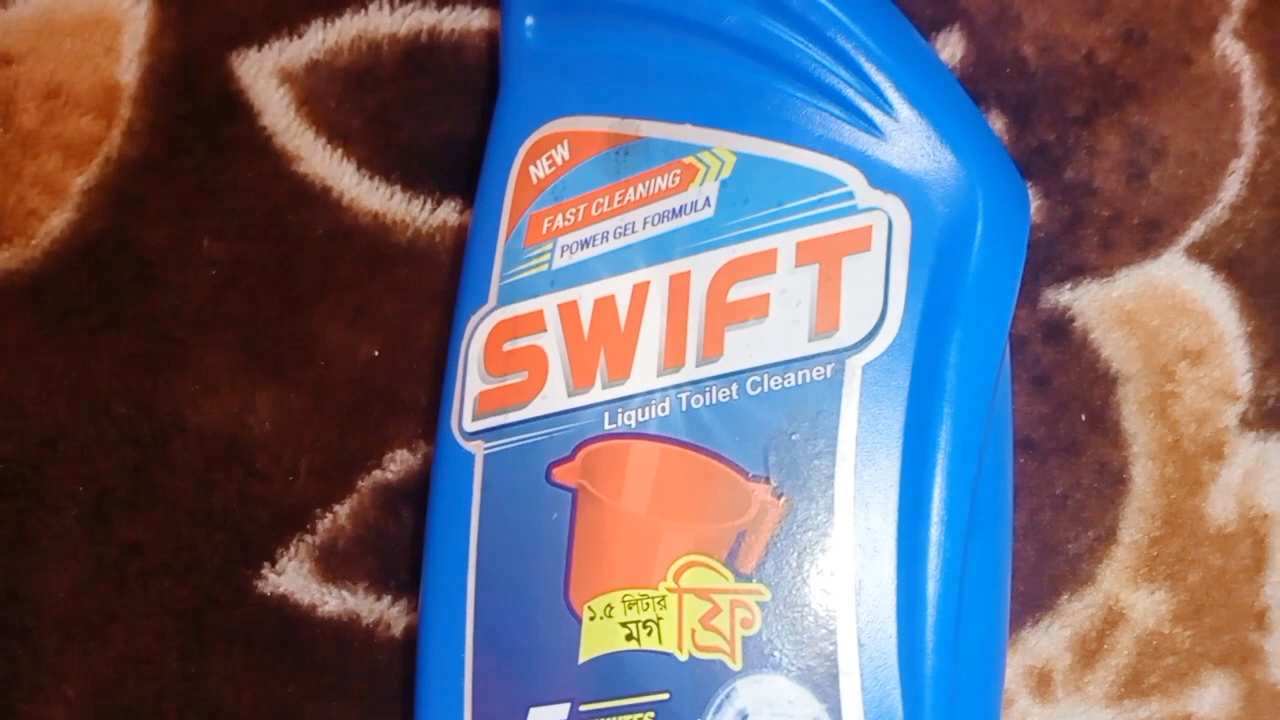 NEW
FAST CLEANING
POWER GEL FORMULA
SWIFT
Liquid Toilet Cleaner
১.৫ লিটার
মগ
ফ্রি